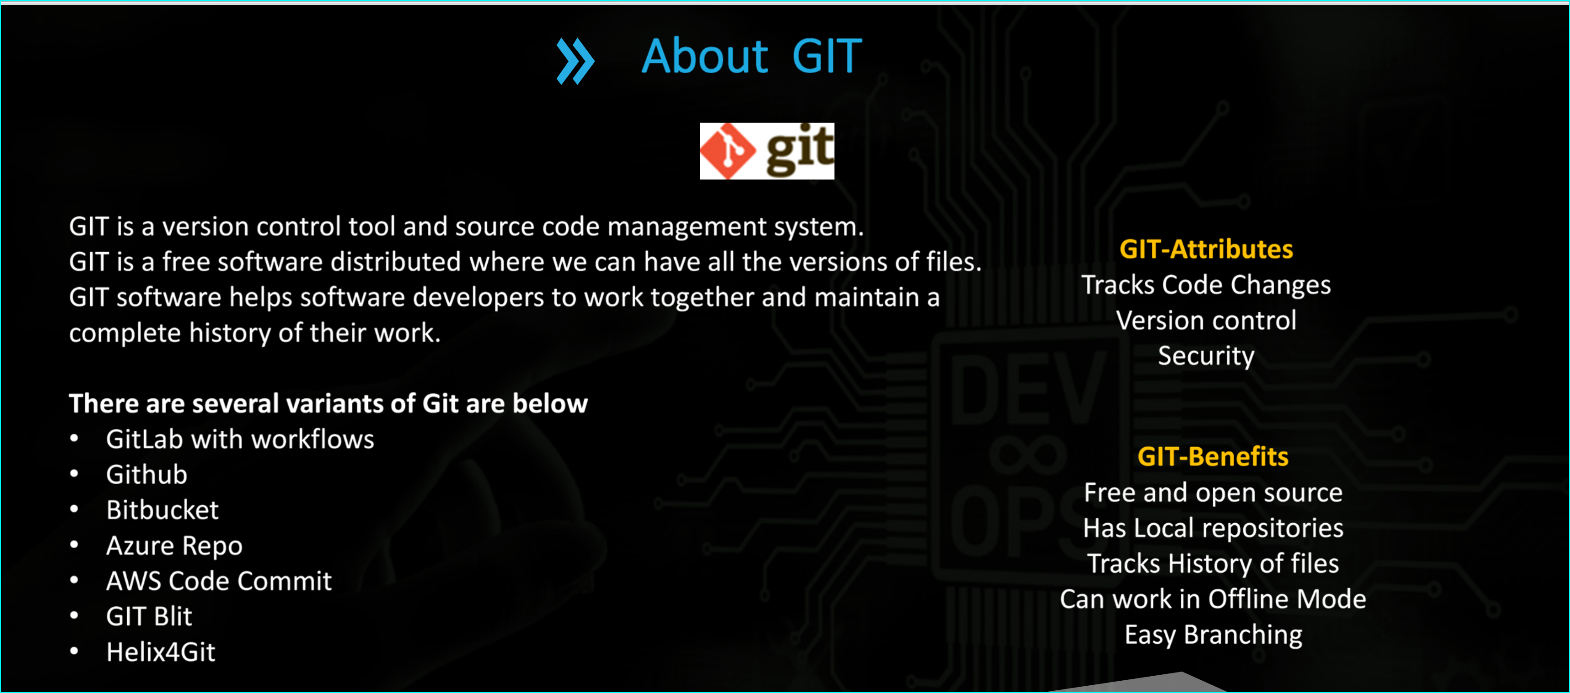 About GIT
git
GIT is a version control tool and source code management system.
GIT is a free software distributed where we can have all the versions of files.
GIT software helps software developers to work together and maintain a
complete history of their work.
There are several variants of Git are below
• GitLab with workflows
• Github
• Bitbucket
• Azure Repo
• AWS Code Commit
• GIT Blit
• Helix4Git
GIT-Attributes
Tracks Code Changes
Version control
Security
GIT-Benefits
Free and open source
Has Local repositories
Tracks History of files
Can work in Offline Mode
Easy Branching
DEV
OPS